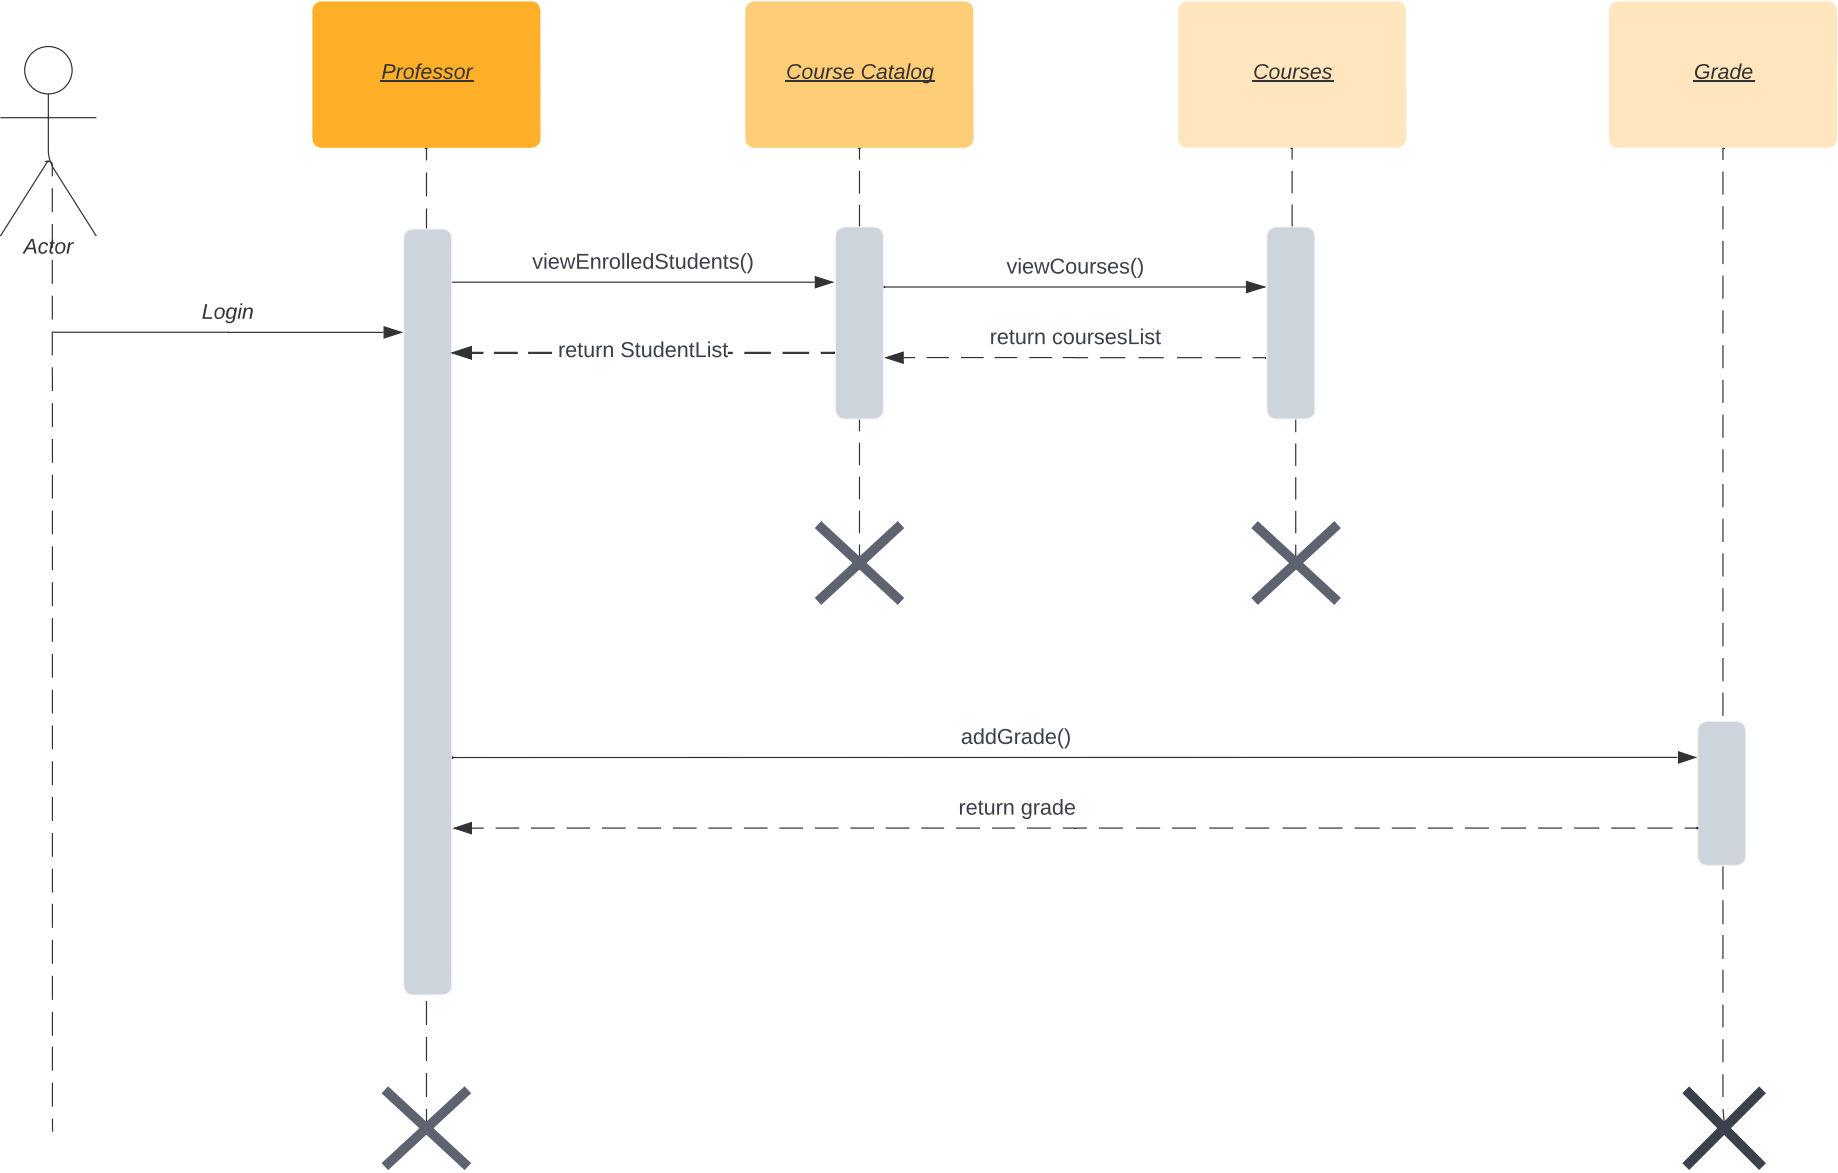 Professor
Course Catalog
Courses
Grade
Actor
viewEnrolledStudents()
viewCourses()
Login
return StudentList
return coursesList
addGrade()
return grade